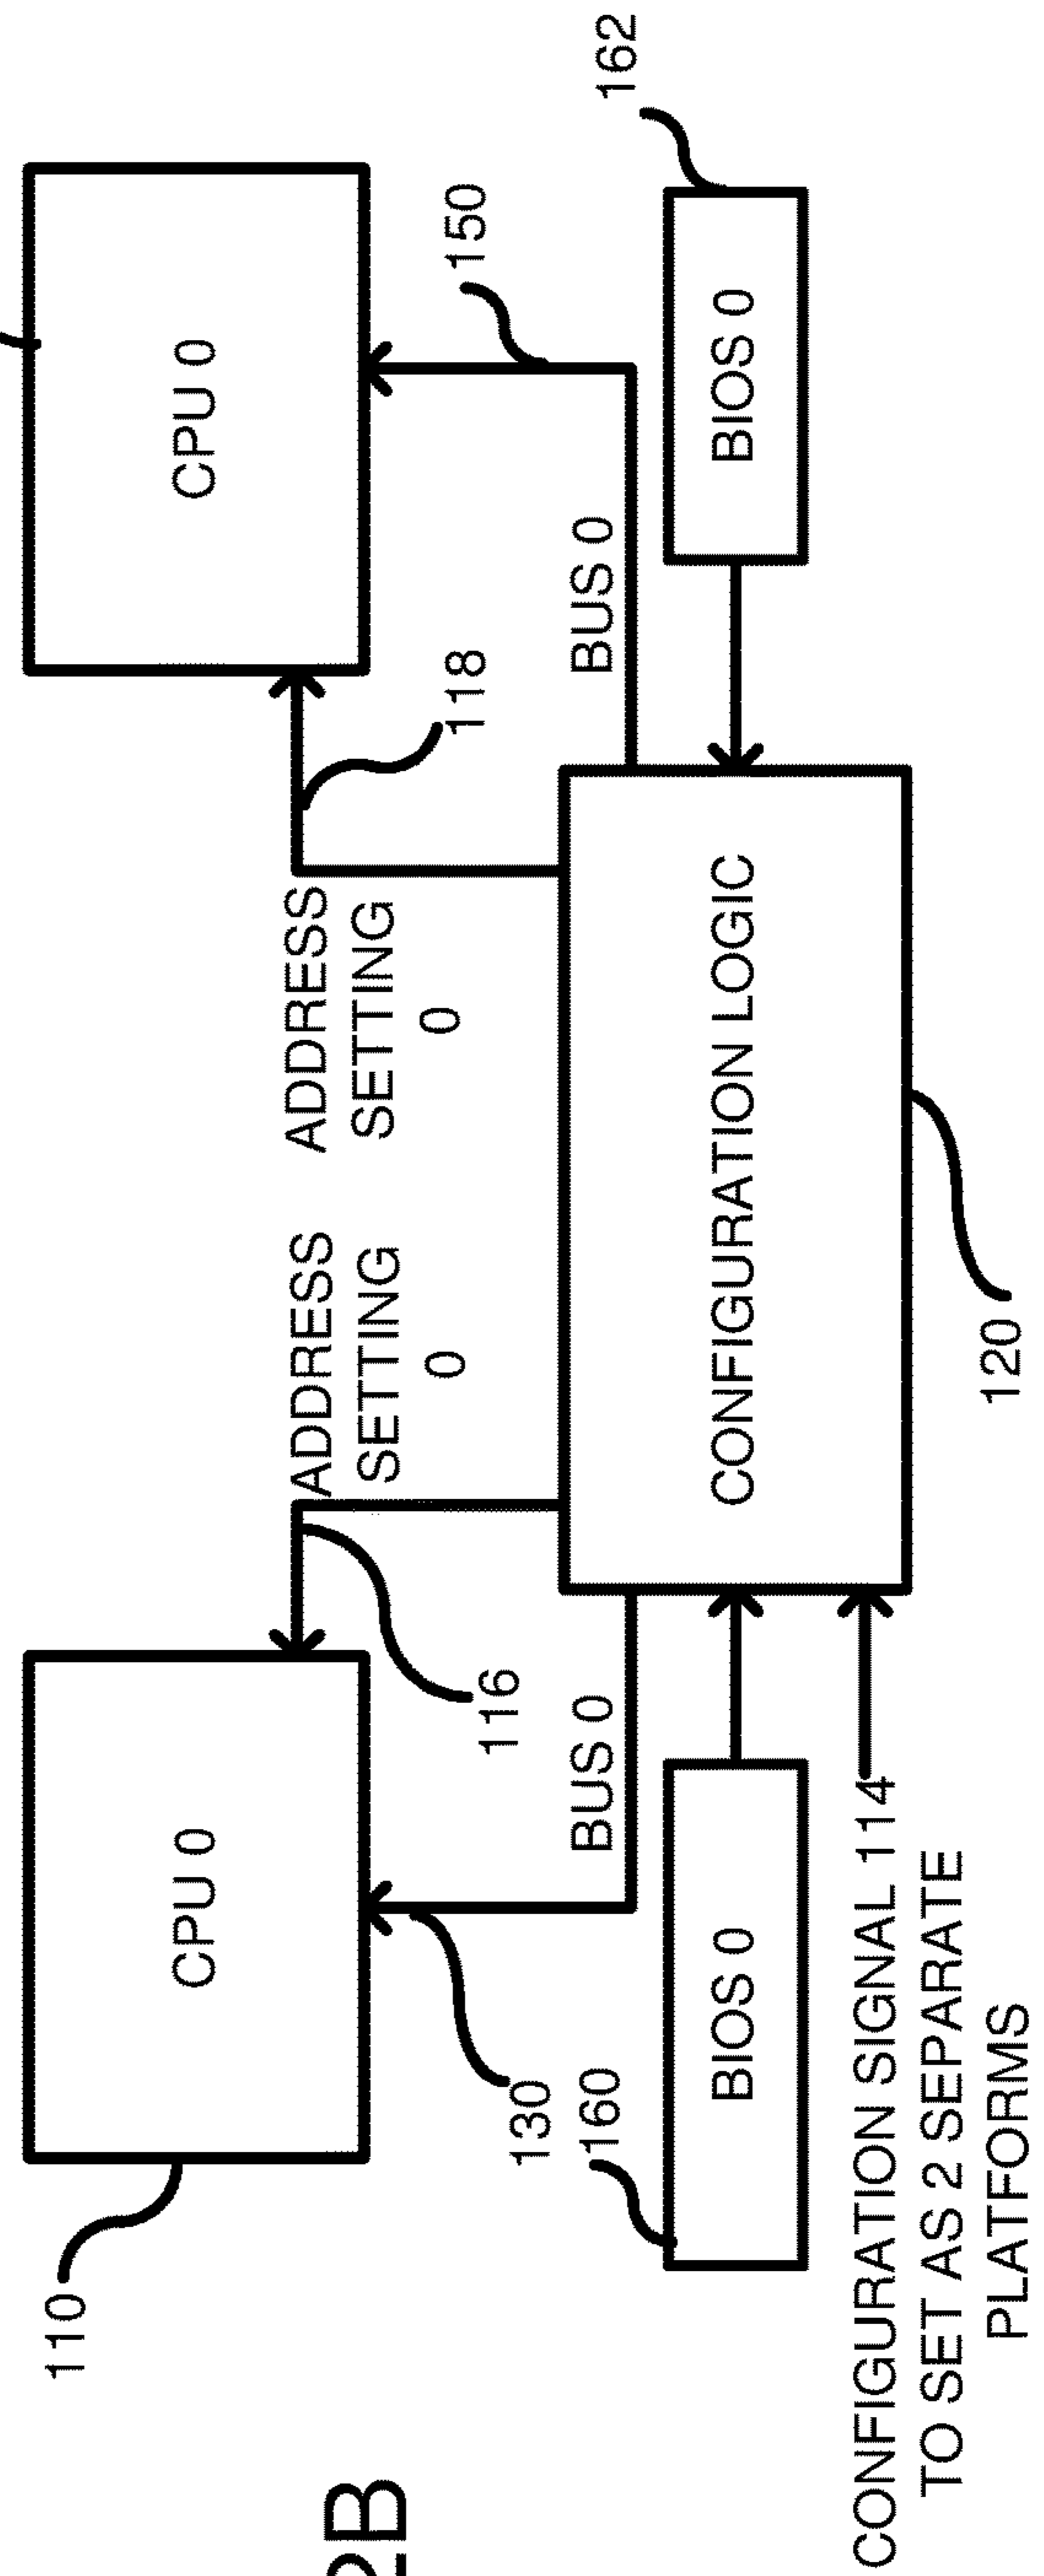 110
CPU 0
130
116
ADDRESS
SETTING
0
ADDRESS
SETTING
0
118
CPU 0
150
BUS 0
BUS 0
160
BIOS 0
CONFIGURATION LOGIC
BIOS 0
162
CONFIGURATION SIGNAL 114
TO SET AS 2 SEPARATE
PLATFORMS
120
2B